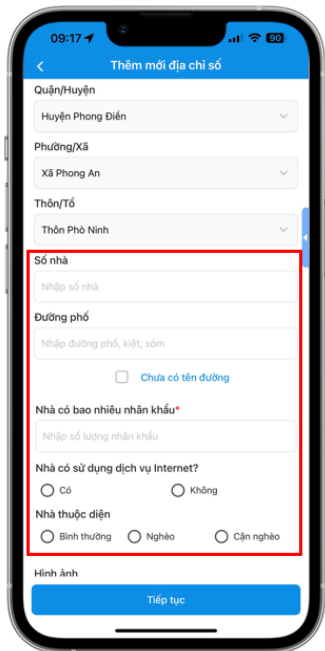 09:17
90
Thêm mới địa chỉ số
Quận/Huyện
Huyện Phong Điền
Phường/Xã
Xã Phong An
Thôn/Tổ
Thôn Phò Ninh
Số nhà
Nhập số nhà
Đường phố
Nhập đường phố, kiệt, xóm
Chưa có tên đường
Nhà có bao nhiêu nhân khẩu*
Nhập số lượng nhân khẩu
Nhà có sử dụng dịch vụ Internet?
Có Không
Nhà thuộc diện
Bình thường Nghèo Cận nghèo
Hình ảnh
Tiếp tục